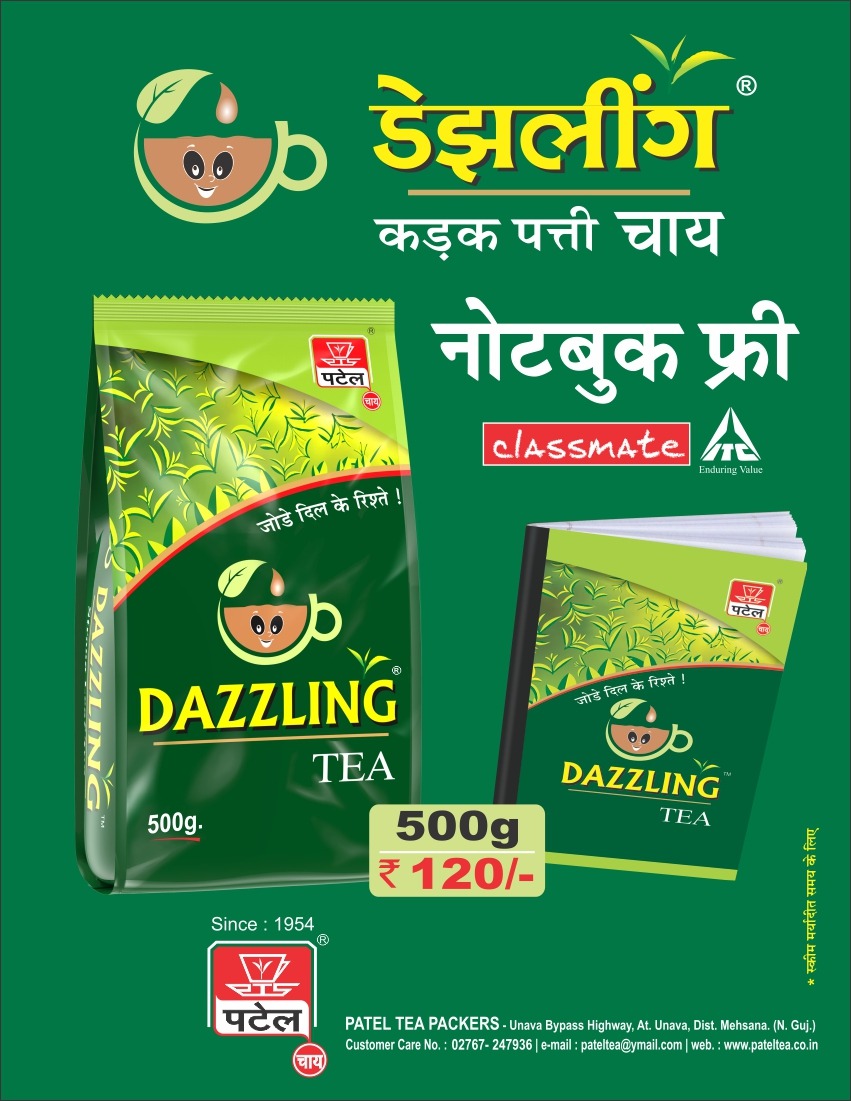 डेझलींग ®
कड़क पत्ती चाय
नोटबुक फ्री
classmate
ITC
Enduring Value
®
पटेल
चाय
जोडे दिल के रिश्ते !
DAZZLING ®
TEA
500g.
DAZZLING ™
पटेल
चाय
जोडे दिल के रिश्ते !
DAZZLING ™
TEA
500g
₹ 120/-
* स्कीम मर्यादीत समय के लिए
Since : 1954
®
पटेल
चाय
PATEL TEA PACKERS - Unava Bypass Highway, At. Unava, Dist. Mehsana. (N. Guj.)
Customer Care No. : 02767- 247936 | e-mail : pateltea@ymail.com | web. : www.pateltea.co.in